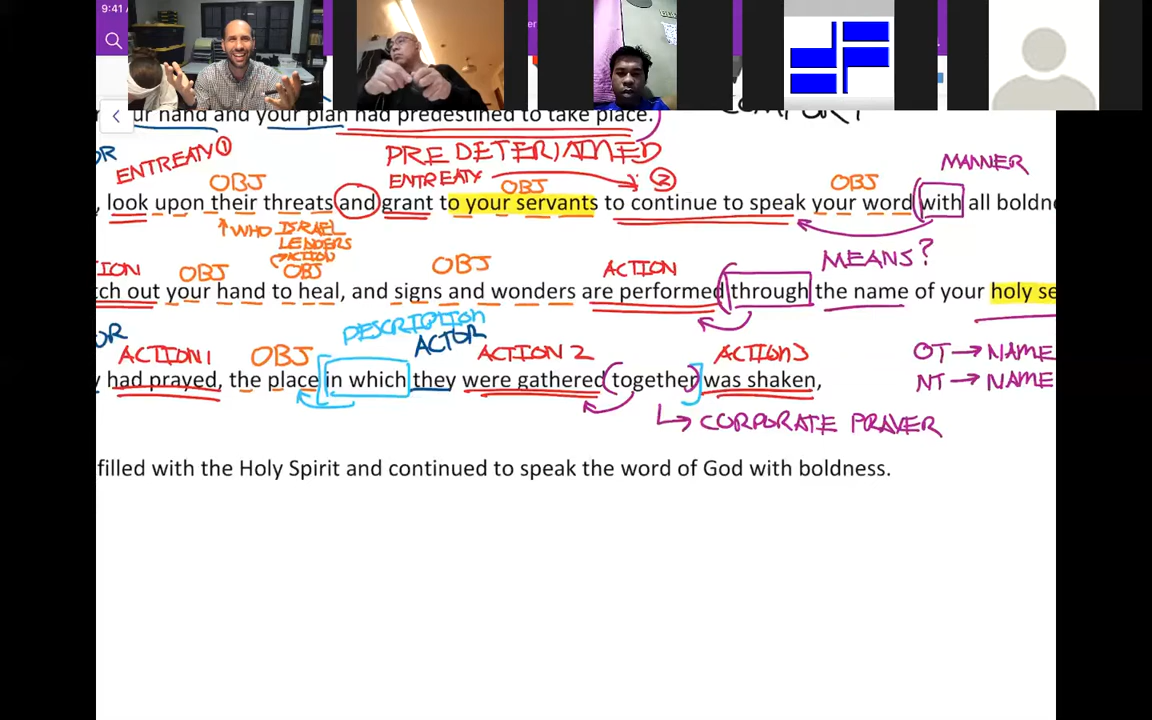 9:41
ur hand and your plan had predestined to take place.
COMFORT
OR ENTREATY ① PREDETERIAMED MANNER
OBJ ENTREATY OBJ ② OBJ
, look upon their threats and grant to your servants to continue to speak your word with all boldne
WHO ISRAEL
LEADERS
ACTION
MEANS?
ION OBJ OBJ OBJ ACTION
tch out your hand to heal, and signs and wonders are performed through the name of your holy se
DESCRIPTION
OR ACTION 1 OBJ ACTOR ACTION 2 ACTION 3 OT → NAME
y had prayed, the place in which they were gathered together was shaken, NT → NAME
CORPORATE PRAYER
filled with the Holy Spirit and continued to speak the word of God with boldness.